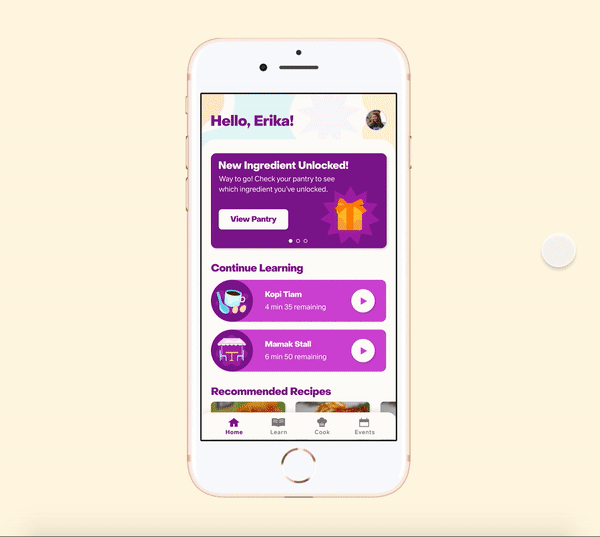 Hello, Erika!
New Ingredient Unlocked!
Way to go! Check your pantry to see
which ingredient you've unlocked.
View Pantry
Continue Learning
Kopi Tiam
4 min 35 remaining
Mamak Stall
6 min 50 remaining
Recommended Recipes
Home
Learn
Cook
Events